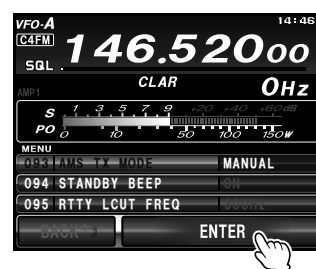 VFO-A 14:46
C4FM 146.52000
SQL
AMP1 CLAR 0Hz
S 1 3 5 7 9 +20 +40 +60dB
PO 0 10 50 100 150W
MENU
093 AMS TX MODE MANUAL
094 STANDBY BEEP ON
095 RTTY LCUT FREQ
BACK ENTER